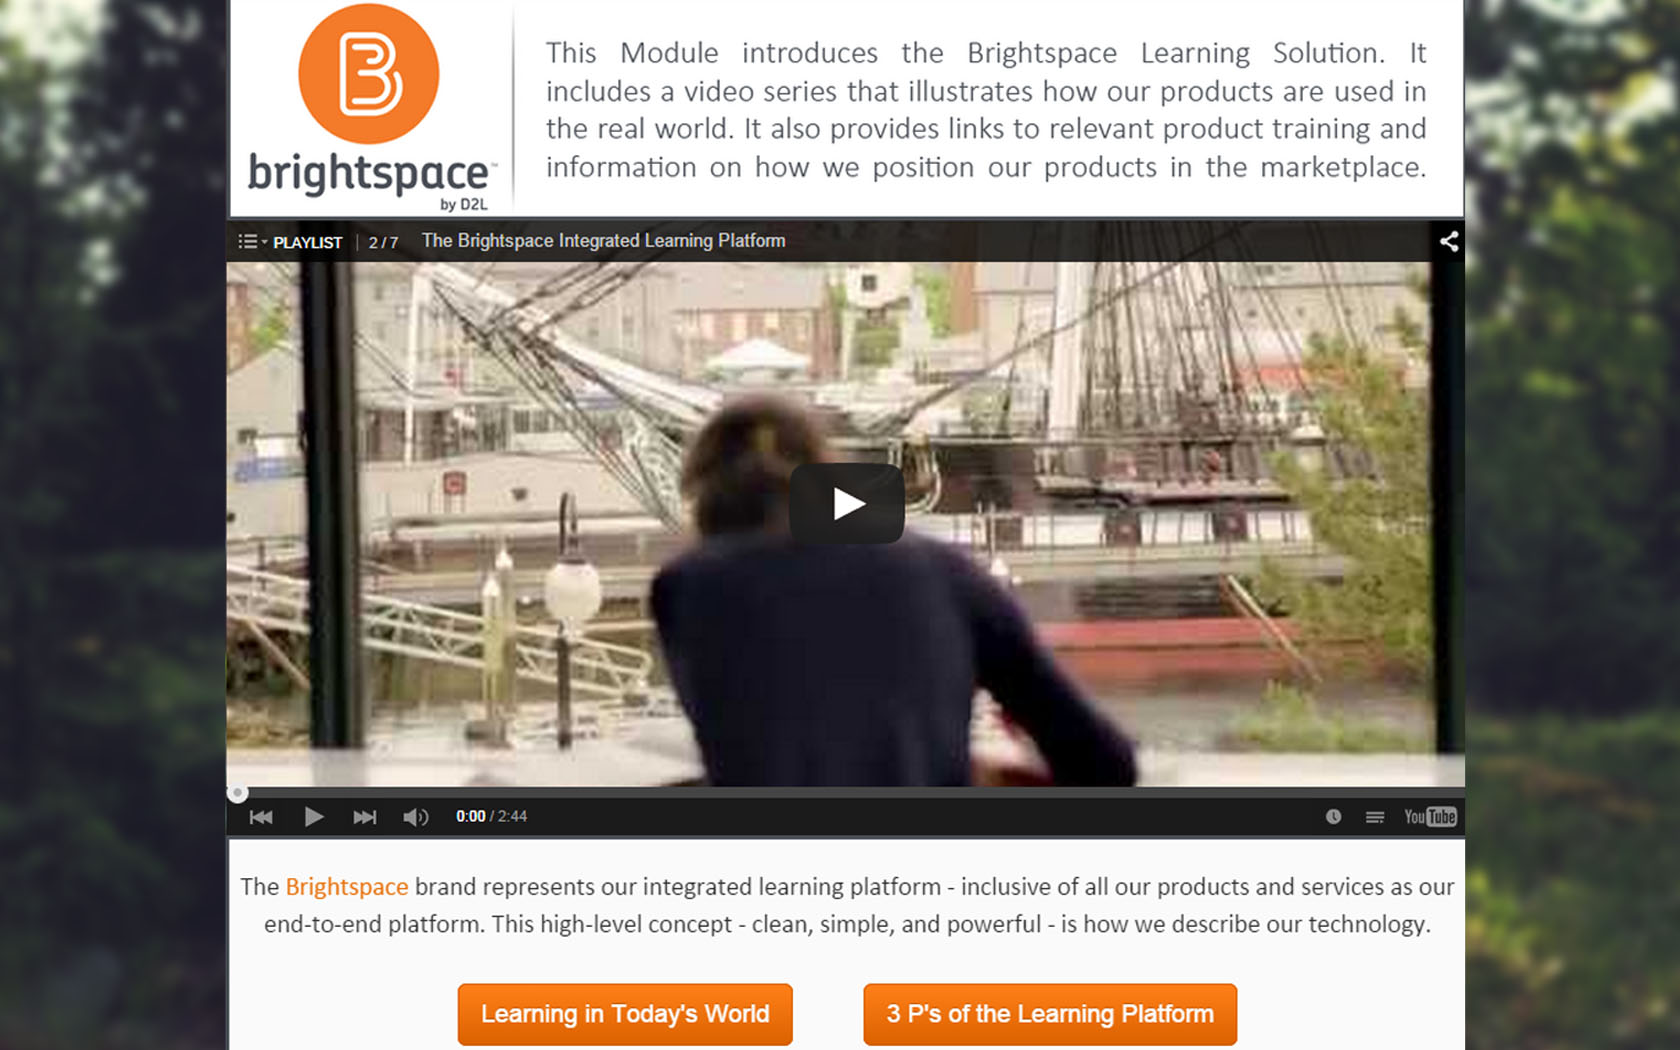 brightspace™
by D2L
This Module introduces the Brightspace Learning Solution. It
includes a video series that illustrates how our products are used in
the real world. It also provides links to relevant product training and
information on how we position our products in the marketplace.
PLAYLIST | 2/7 The Brightspace Integrated Learning Platform
0:00 / 2:44
YouTube
The Brightspace brand represents our integrated learning platform - inclusive of all our products and services as our
end-to-end platform. This high-level concept - clean, simple, and powerful - is how we describe our technology.
Learning in Today's World
3 P's of the Learning Platform